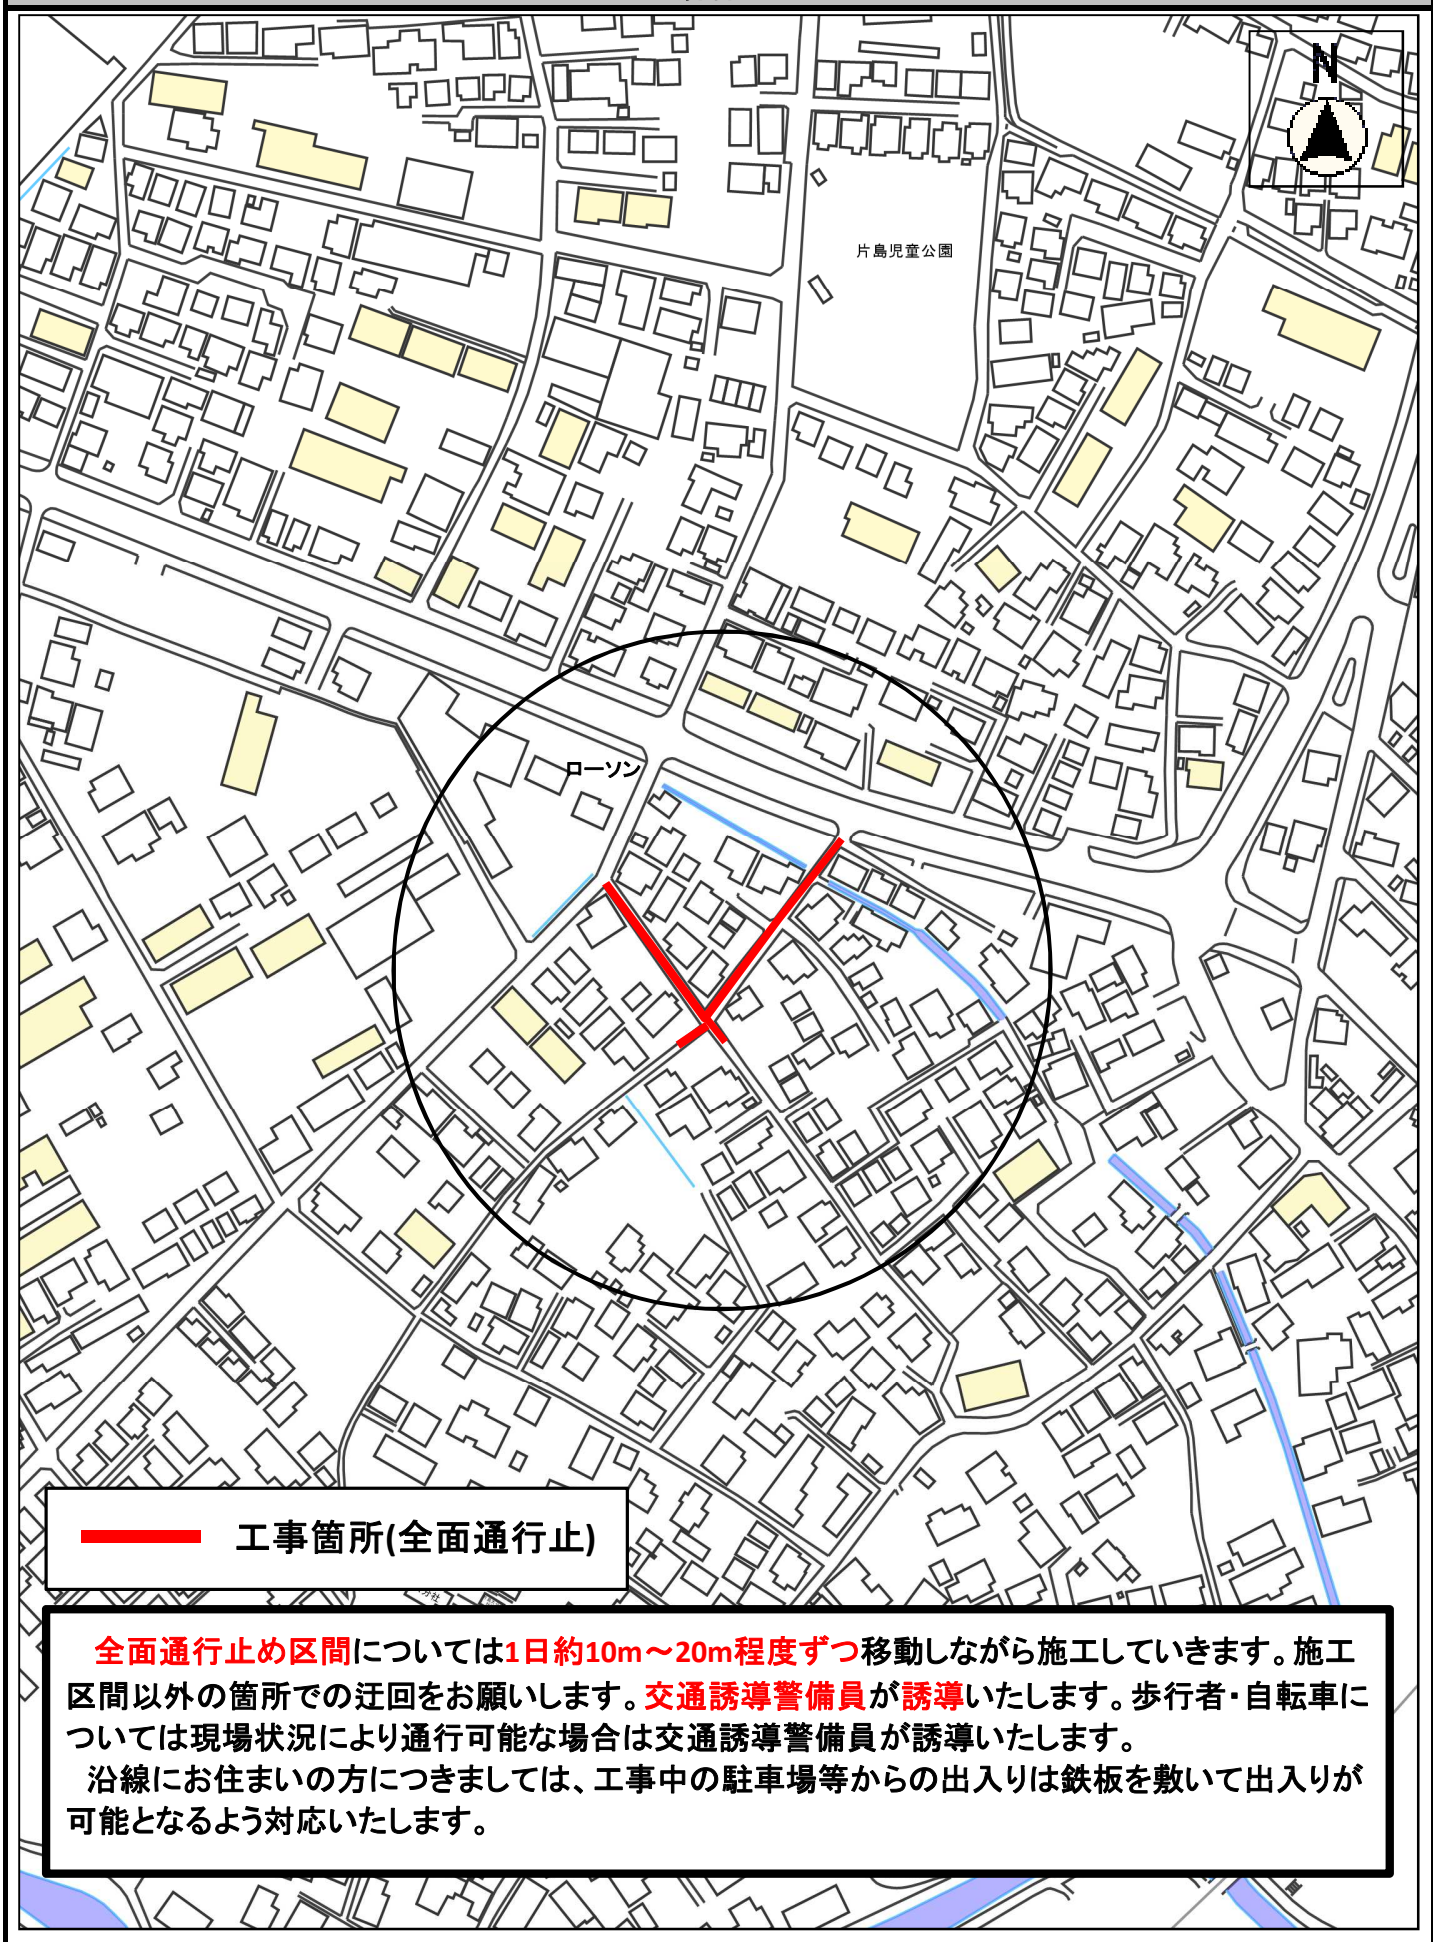 N
片島児童公園
ローソン
工事箇所(全面通行止)
全面通行止め区間については1日約10m～20m程度ずつ移動しながら施工していきます。施工
区間以外の箇所での迂回をお願いします。交通誘導警備員が誘導いたします。歩行者・自転車に
ついては現場状況により通行可能な場合は交通誘導警備員が誘導いたします。
沿線にお住まいの方につきましては、工事中の駐車場等からの出入りは鉄板を敷いて出入りが
可能となるよう対応いたします。